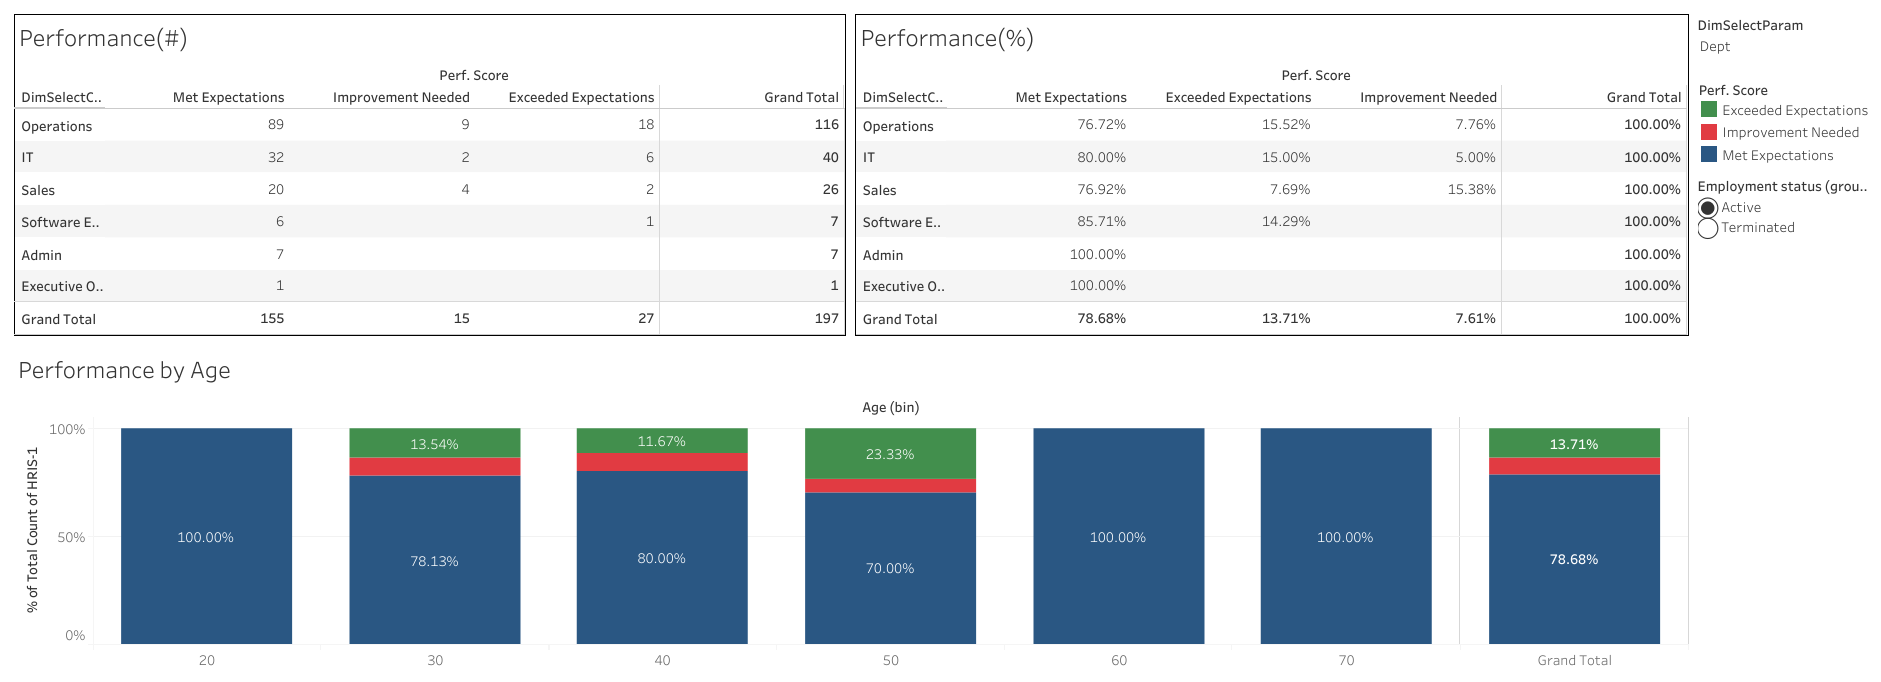 Performance(#)
Perf. Score
DimSelectC.. Met Expectations Improvement Needed Exceeded Expectations Grand Total
Operations 89 9 18 116
IT 32 2 6 40
Sales 20 4 2 26
Software E.. 6 1 7
Admin 7 7
Executive O.. 1 1
Grand Total 155 15 27 197
Performance(%)
Perf. Score
DimSelectC.. Met Expectations Exceeded Expectations Improvement Needed Grand Total
Operations 76.72% 15.52% 7.76% 100.00%
IT 80.00% 15.00% 5.00% 100.00%
Sales 76.92% 7.69% 15.38% 100.00%
Software E.. 85.71% 14.29% 100.00%
Admin 100.00% 100.00%
Executive O.. 100.00% 100.00%
Grand Total 78.68% 13.71% 7.61% 100.00%
DimSelectParam
Dept
Perf. Score
Exceeded Expectations
Improvement Needed
Met Expectations
Employment status (grou..
Active
Terminated
Performance by Age
Age (bin)
% of Total Count of HRIS-1
100%
50%
0%
13.54% 11.67% 23.33% 13.71%
100.00% 78.13% 80.00% 70.00% 100.00% 100.00% 78.68%
20 30 40 50 60 70 Grand Total